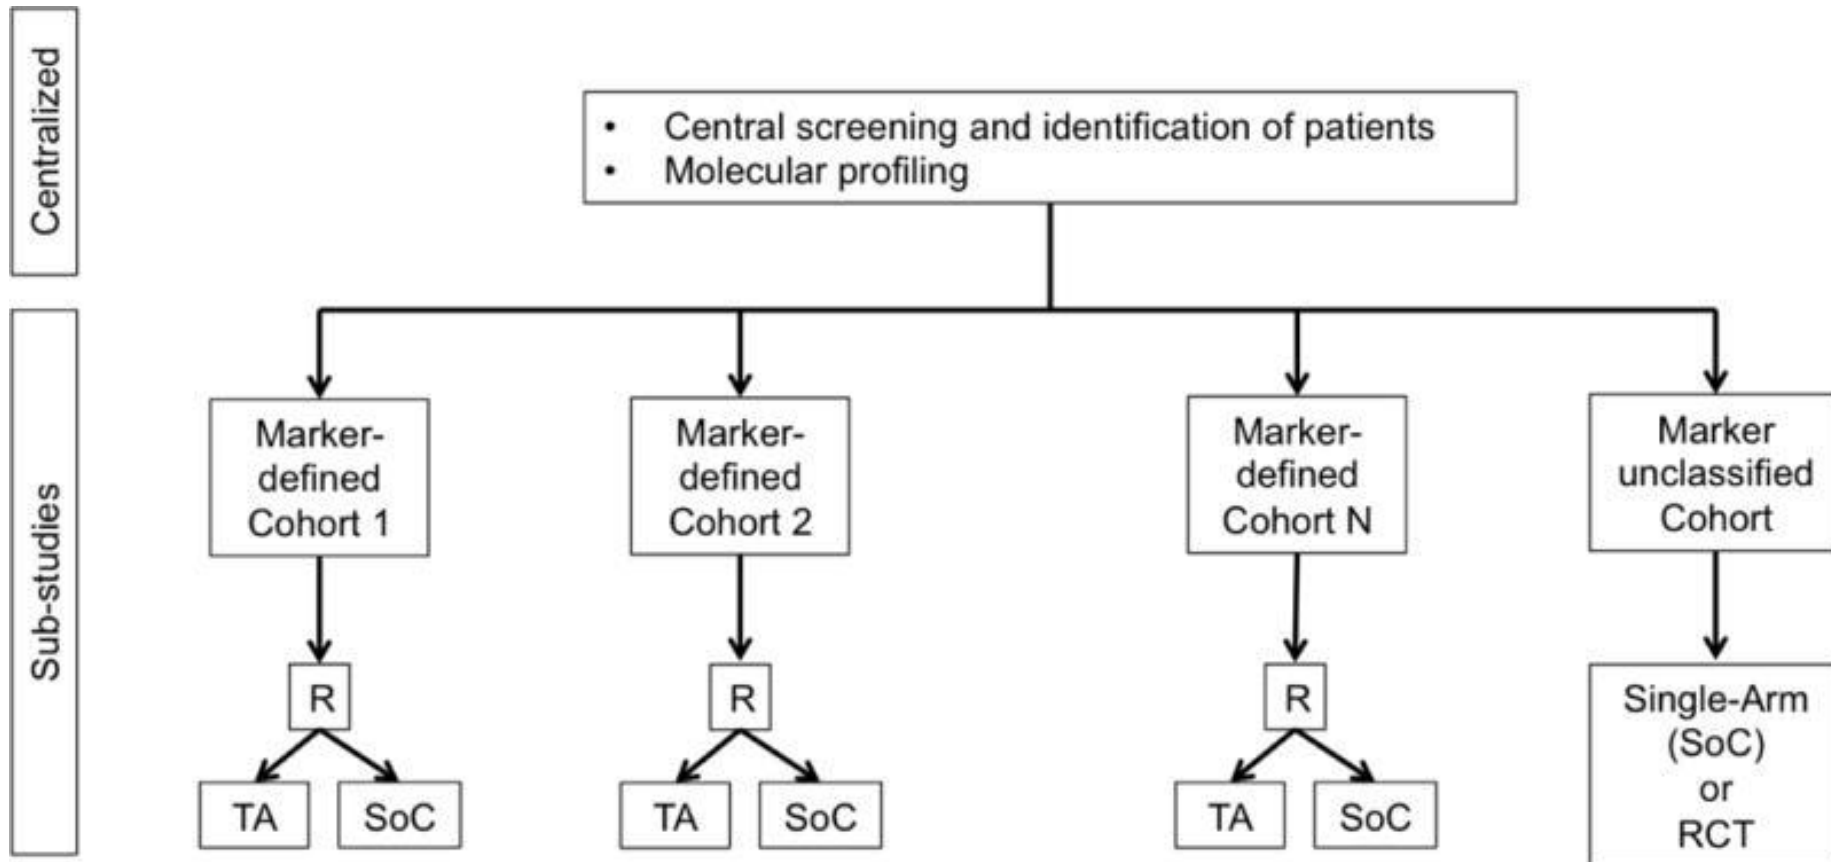 Centralized
• Central screening and identification of patients
• Molecular profiling
Sub-studies
Marker-
defined
Cohort 1
Marker-
defined
Cohort 2
Marker-
defined
Cohort N
Marker
unclassified
Cohort
R
R
R
TA
SoC
TA
SoC
TA
SoC
Single-Arm
(SoC)
or
RCT